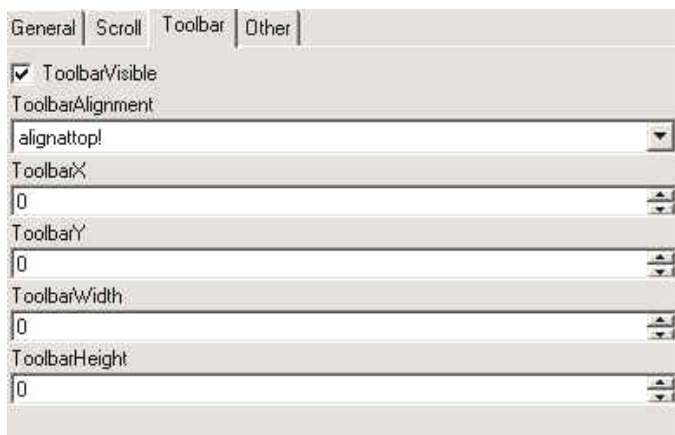 General Scroll Toolbar Other
ToolbarVisible
ToolbarAlignment
alignattop!
ToolbarX
0
ToolbarY
0
ToolbarWidth
0
ToolbarHeight
0